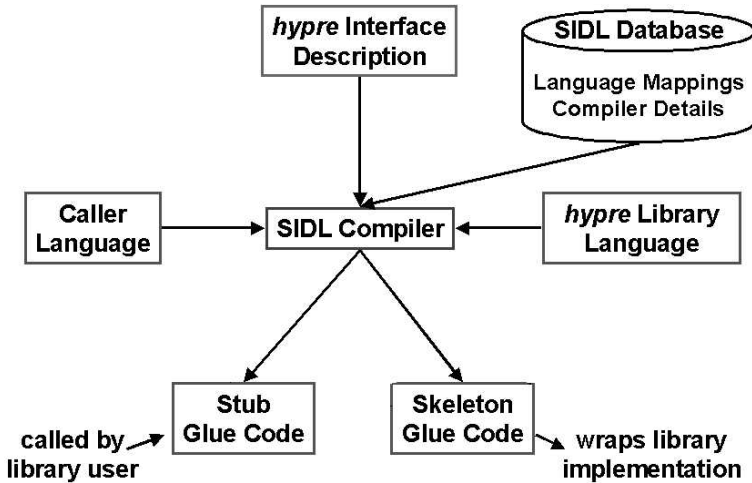 hypre Interface
Description
SIDL Database
Language Mappings
Compiler Details
Caller
Language
SIDL Compiler
hypre Library
Language
Stub
Glue Code
Skeleton
Glue Code
called by
library user
wraps library
implementation